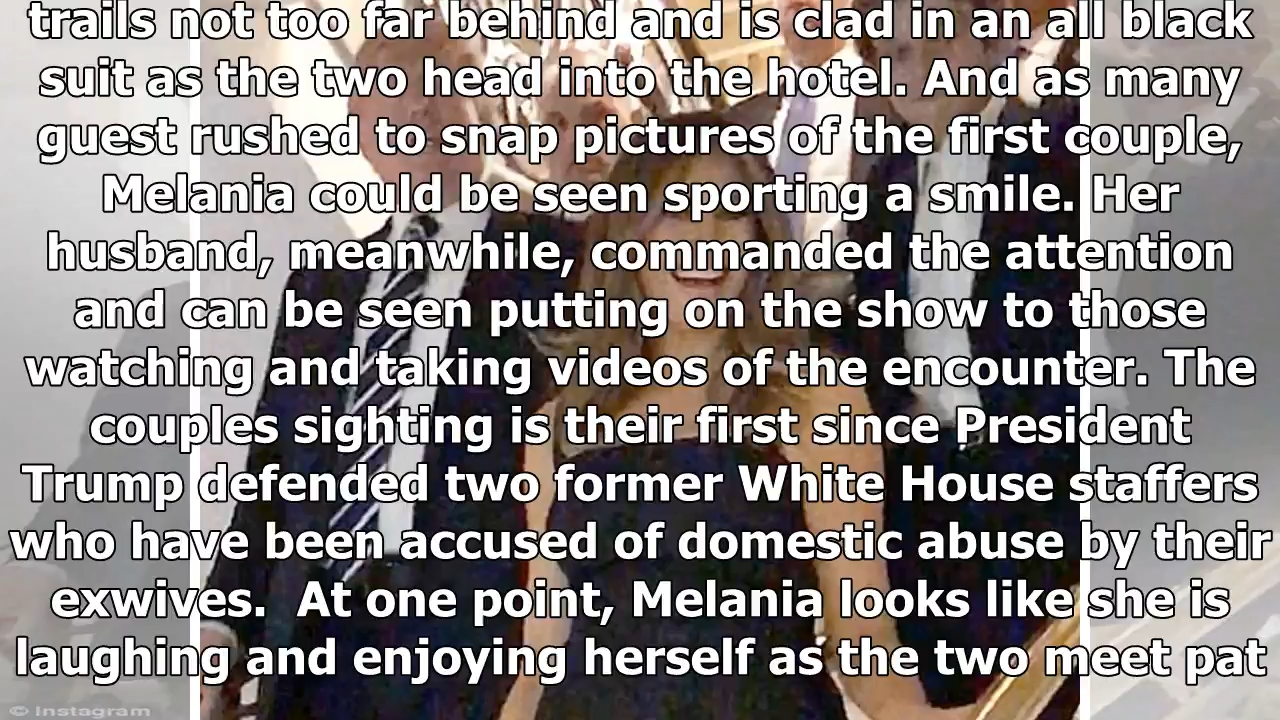 trails not too far behind and is clad in an all black
suit as the two head into the hotel. And as many
guest rushed to snap pictures of the first couple,
Melania could be seen sporting a smile. Her
husband, meanwhile, commanded the attention
and can be seen putting on the show to those
watching and taking videos of the encounter. The
couples sighting is their first since President
Trump defended two former White House staffers
who have been accused of domestic abuse by their
exwives.  At one point, Melania looks like she is
laughing and enjoying herself as the two meet pat
© Instagram